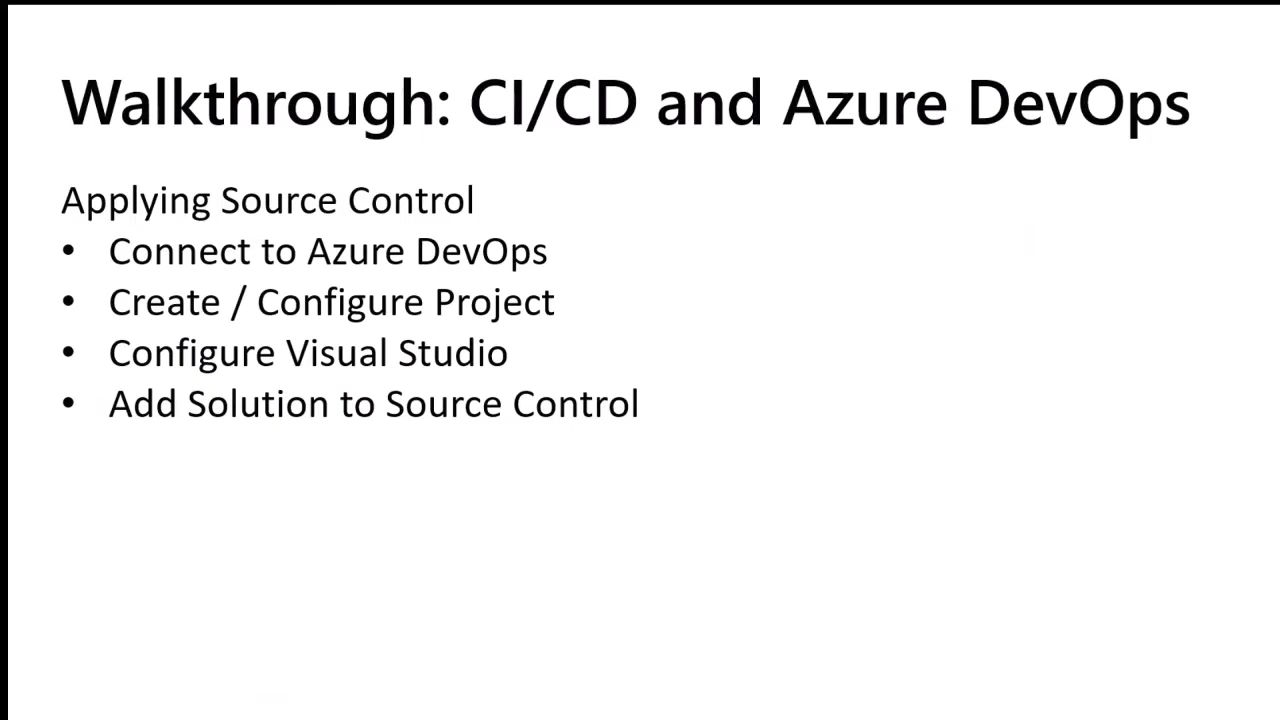 Walkthrough: CI/CD and Azure DevOps
Applying Source Control
• Connect to Azure DevOps
• Create / Configure Project
• Configure Visual Studio
• Add Solution to Source Control